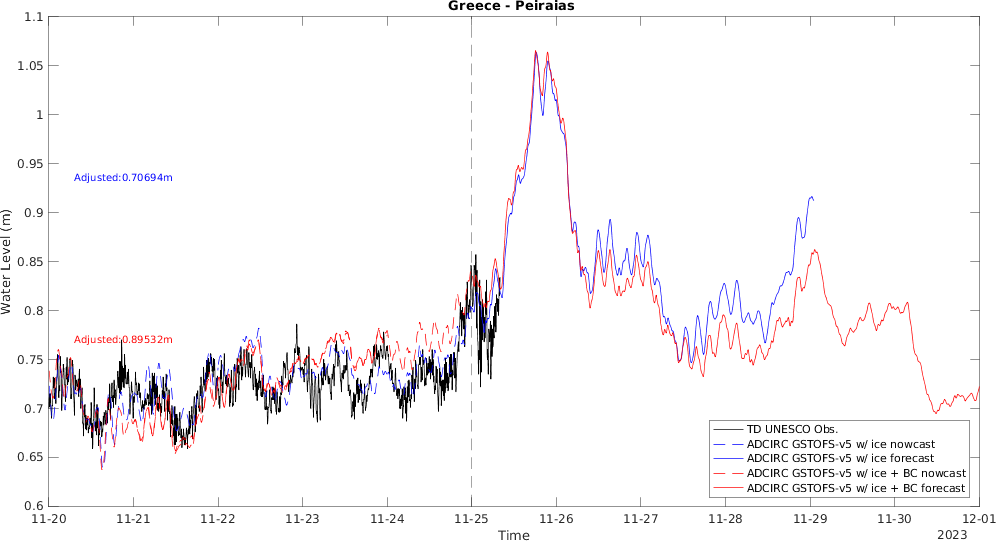 Greece - Peiraias
1.1
1.05
1
0.95
0.9
0.85
0.8
0.75
0.7
0.65
0.6
Water Level (m)
Adjusted:0.70694m
Adjusted:0.89532m
TD UNESCO Obs.
ADCIRC GSTOFS-v5 w/ ice nowcast
ADCIRC GSTOFS-v5 w/ ice forecast
ADCIRC GSTOFS-v5 w/ ice + BC nowcast
ADCIRC GSTOFS-v5 w/ ice + BC forecast
11-20 11-21 11-22 11-23 11-24 11-25 11-26 11-27 11-28 11-29 11-30 12-01
Time
2023